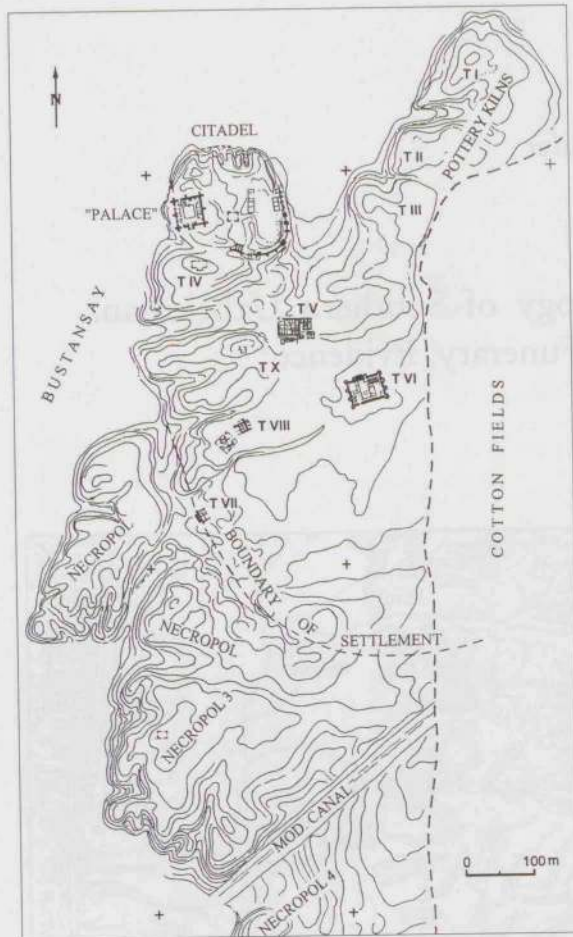 T I
POTTERY KILNS
N
CITADEL
T II
"PALACE"
T III
T IV
T V
BUSTANSAY
T X
T VI
T VIII
COTTON FIELDS
T VII
NECROPOL
BOUNDARY OF SETTLEMENT
NECROPOL
NECROPOL 3
MOD CANAL
0 100 m
NECROPOL 4